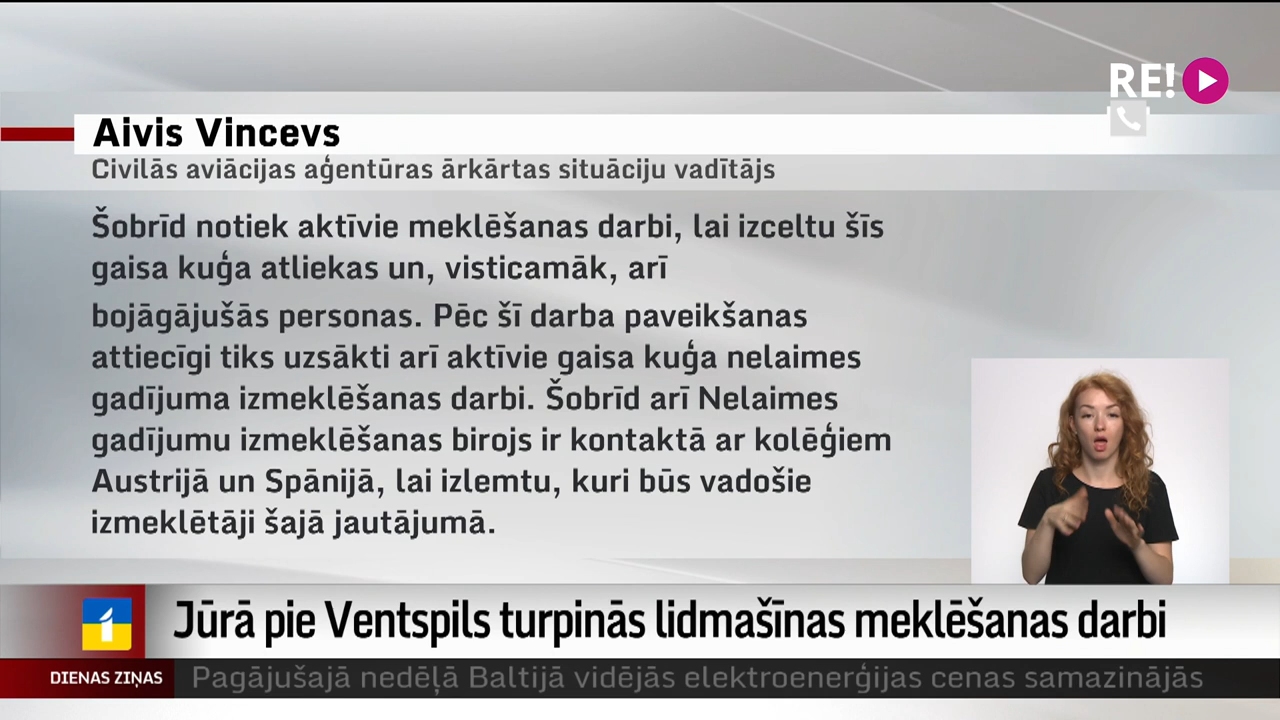 RE!
Aivis Vincevs
Civilās aviācijas aģentūras ārkārtas situāciju vadītājs
Šobrīd notiek aktīvie meklēšanas darbi, lai izceltu šīs
gaisa kuģa atliekas un, visticamāk, arī
bojāgājušās personas. Pēc šī darba paveikšanas
attiecīgi tiks uzsākti arī aktīvie gaisa kuģa nelaimes
gadījuma izmeklēšanas darbi. Šobrīd arī Nelaimes
gadījumu izmeklēšanas birojs ir kontaktā ar kolēģiem
Austrijā un Spānijā, lai izlemtu, kuri būs vadošie
izmeklētāji šajā jautājumā.
1
Jūrā pie Ventspils turpinās lidmašīnas meklēšanas darbi
DIENAS ZIŅAS
Pagājušajā nedēļā Baltijā vidējās elektroenerģijas cenas samazinājās